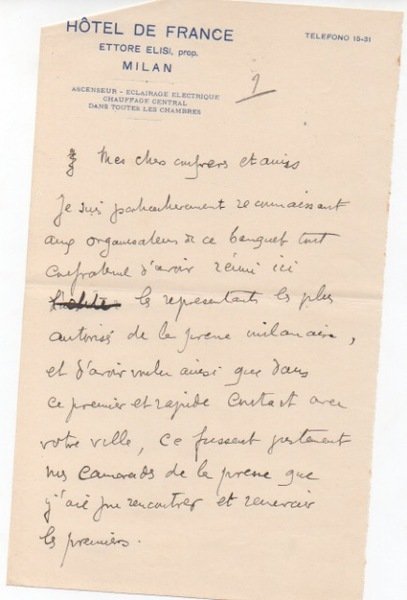 HÔTEL DE FRANCE
ETTORE ELISI, prop.
MILAN
TELEFONO 15-31
ASCENSEUR - ECLAIRAGE ELECTRIQUE
CHAUFFAGE CENTRAL
DANS TOUTES LES CHAMBRES
1
Mes chers confrères et amis
Je suis particulièrement reconnaissant
aux organisateurs de ce banquet tout
confraternel d'avoir réuni ici
les représentants les plus
autorisés de la presse milanaise,
et d'avoir voulu ainsi que dans
ce premier et rapide contact avec
votre ville, ce fussent justement
mes camarades de la presse que
j'aie pu rencontrer et remercier
les premiers.